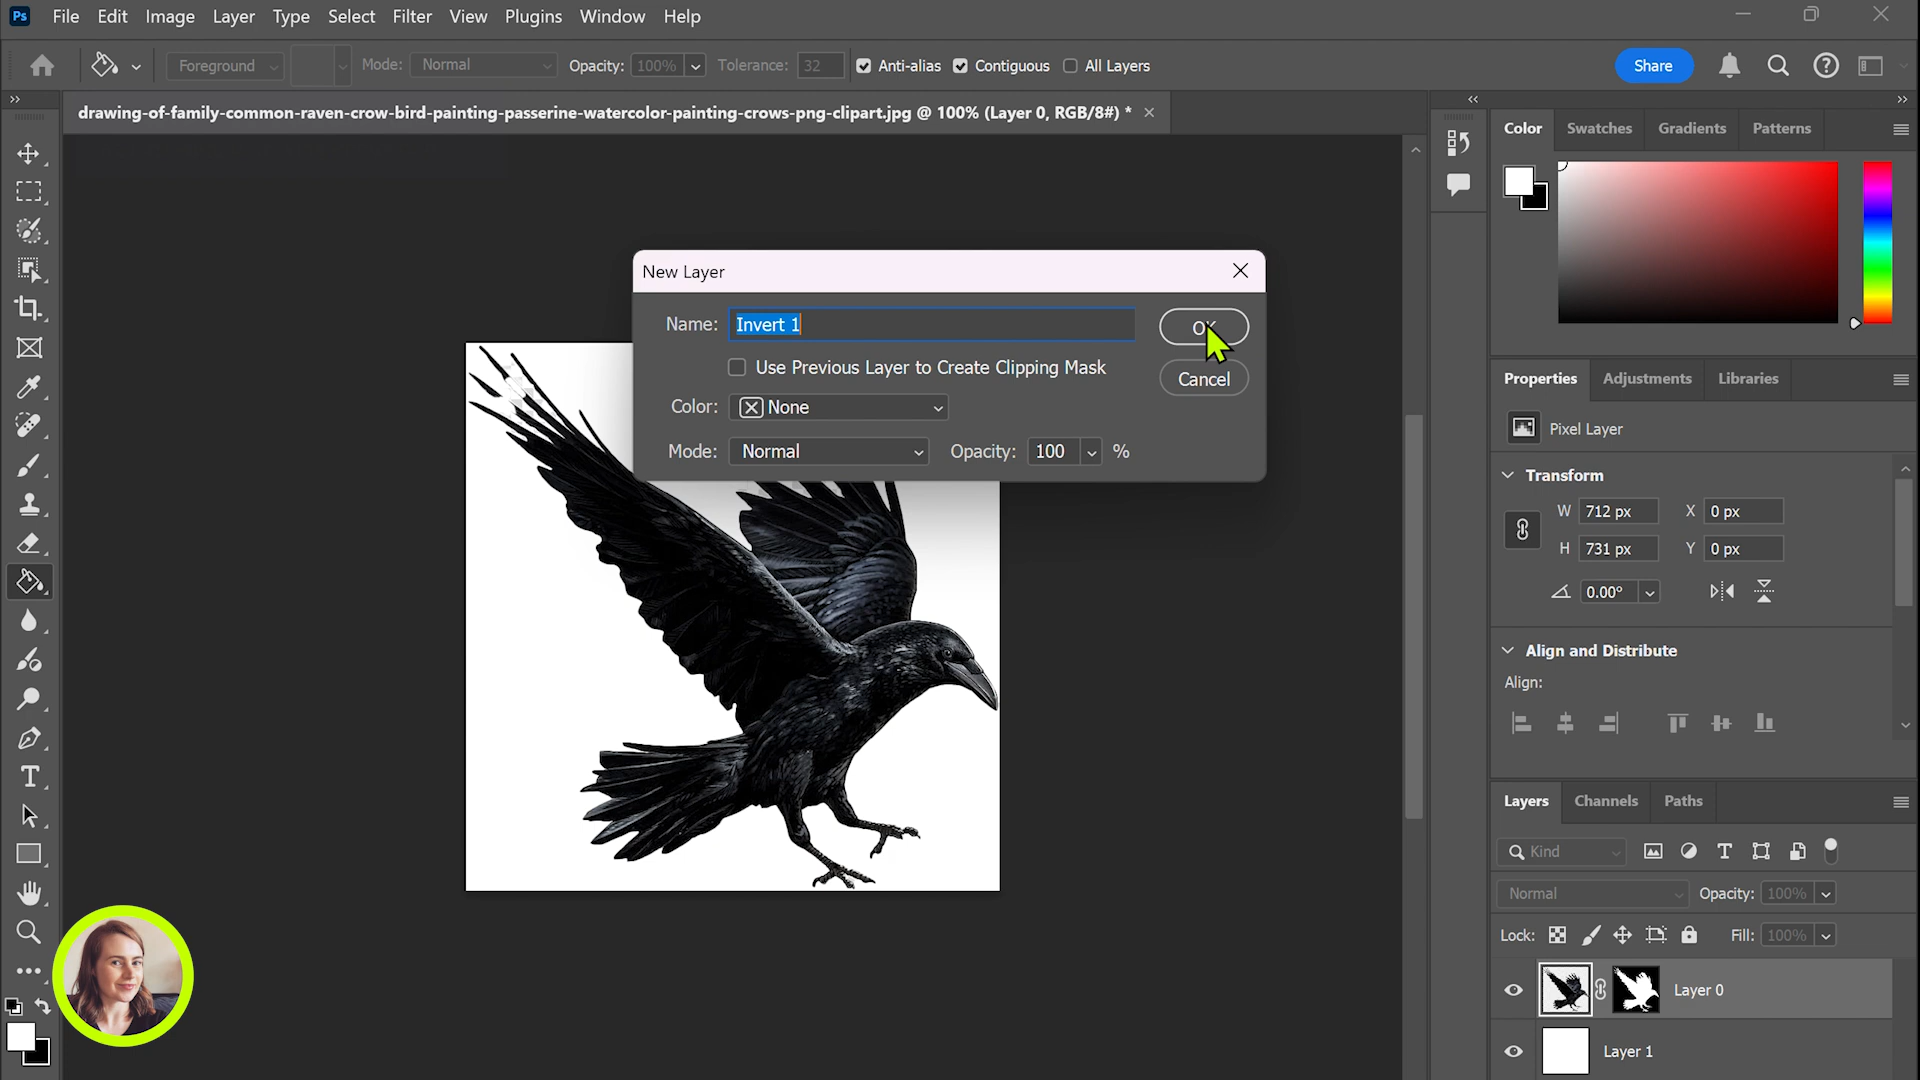 Ps File Edit Image Layer Type Select Filter View Plugins Window Help
Foreground Mode: Normal Opacity: 100% Tolerance: 32 Anti-alias Contiguous All Layers Share
drawing-of-family-common-raven-crow-bird-painting-passerine-watercolor-painting-crows-png-clipart.jpg @ 100% (Layer 0, RGB/8#) *
Color Swatches Gradients Patterns
New Layer
Name: Invert 1 OK
Use Previous Layer to Create Clipping Mask Cancel
Color: None
Mode: Normal Opacity: 100 %
Properties Adjustments Libraries
Pixel Layer
Transform
W 712 px X 0 px
H 731 px Y 0 px
0.00°
Align and Distribute
Align:
Layers Channels Paths
Kind
Normal Opacity: 100%
Lock: Fill: 100%
Layer 0
Layer 1